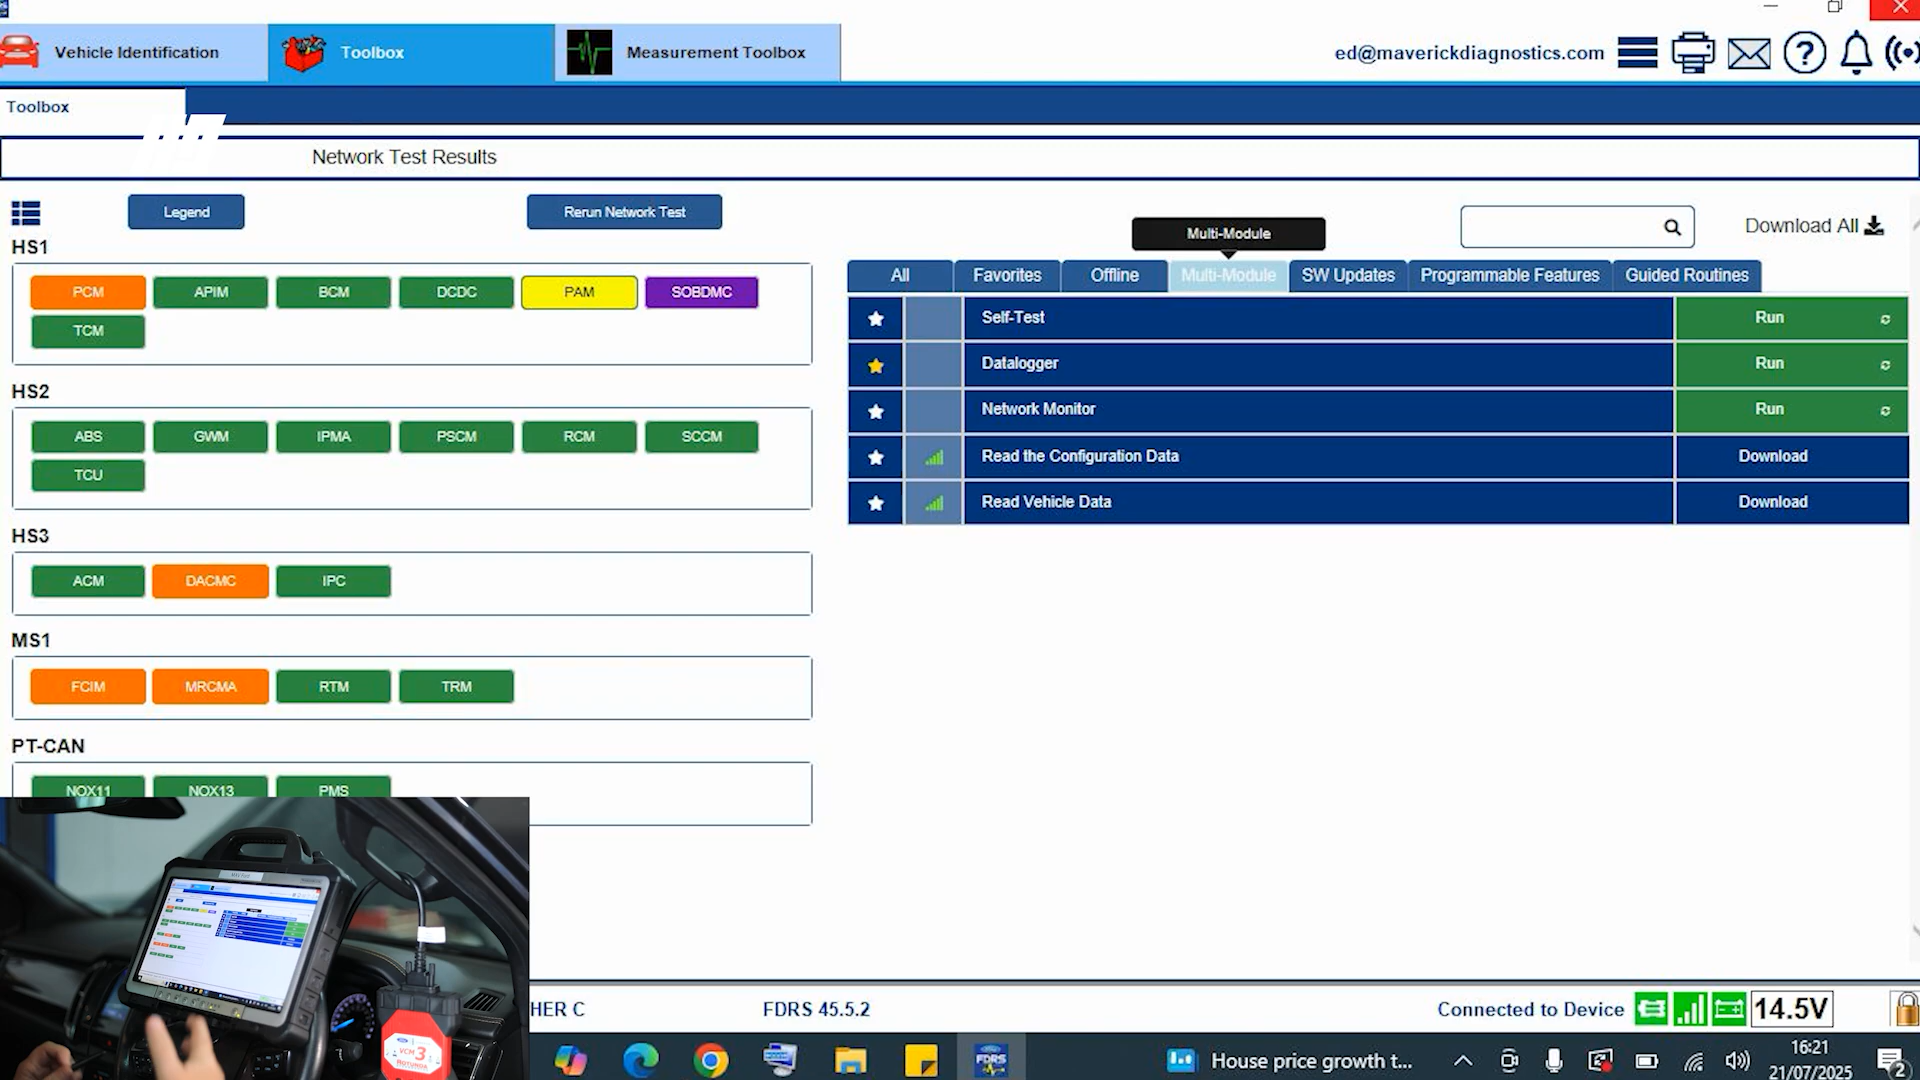 Vehicle Identification
Toolbox
Measurement Toolbox
ed@maverickdiagnostics.com
Toolbox
Network Test Results
Legend
Rerun Network Test
Multi-Module
Download All
HS1
PCM APIM BCM DCDC PAM SOBDMC
TCM
HS2
ABS GWM IPMA PSCM RCM SCCM
TCU
HS3
ACM DACMC IPC
MS1
FCIM MRCMA RTM TRM
PT-CAN
NOX11 NOX13 PMS
All Favorites Offline Multi-Module SW Updates Programmable Features Guided Routines
Self-Test Run
Datalogger Run
Network Monitor Run
Read the Configuration Data Download
Read Vehicle Data Download
VCM 3
ROTUNDA
HER C
FDRS 45.5.2
Connected to Device
14.5V
FDRS
House price growth t...
16:21
21/07/2025
2